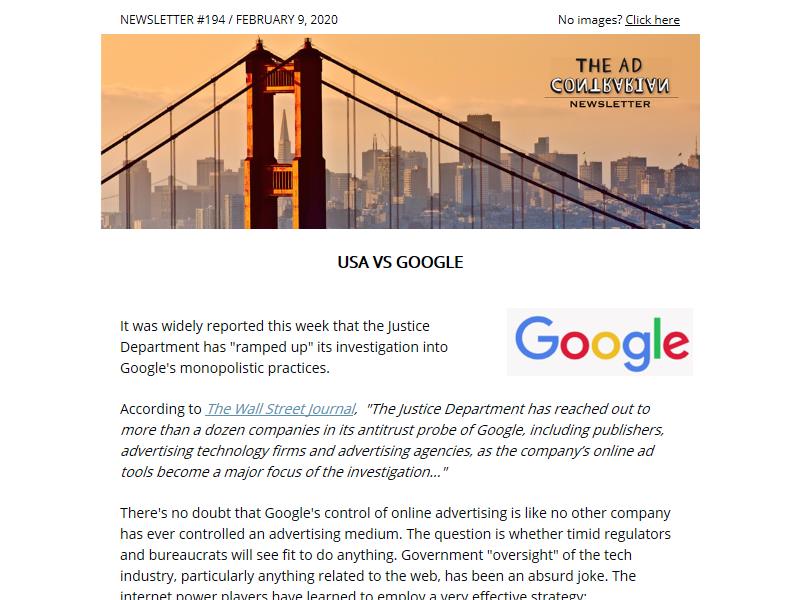 NEWSLETTER #194 / FEBRUARY 9, 2020
No images? Click here
THE AD
CONTRARIAN
NEWSLETTER
USA VS GOOGLE
Google
It was widely reported this week that the Justice
Department has "ramped up" its investigation into
Google's monopolistic practices.
According to The Wall Street Journal,  "The Justice Department has reached out to
more than a dozen companies in its antitrust probe of Google, including publishers,
advertising technology firms and advertising agencies, as the company’s online ad
tools become a major focus of the investigation..."
There's no doubt that Google's control of online advertising is like no other company
has ever controlled an advertising medium. The question is whether timid regulators
and bureaucrats will see fit to do anything. Government "oversight" of the tech
industry, particularly anything related to the web, has been an absurd joke. The
internet power players have learned to employ a very effective strategy: